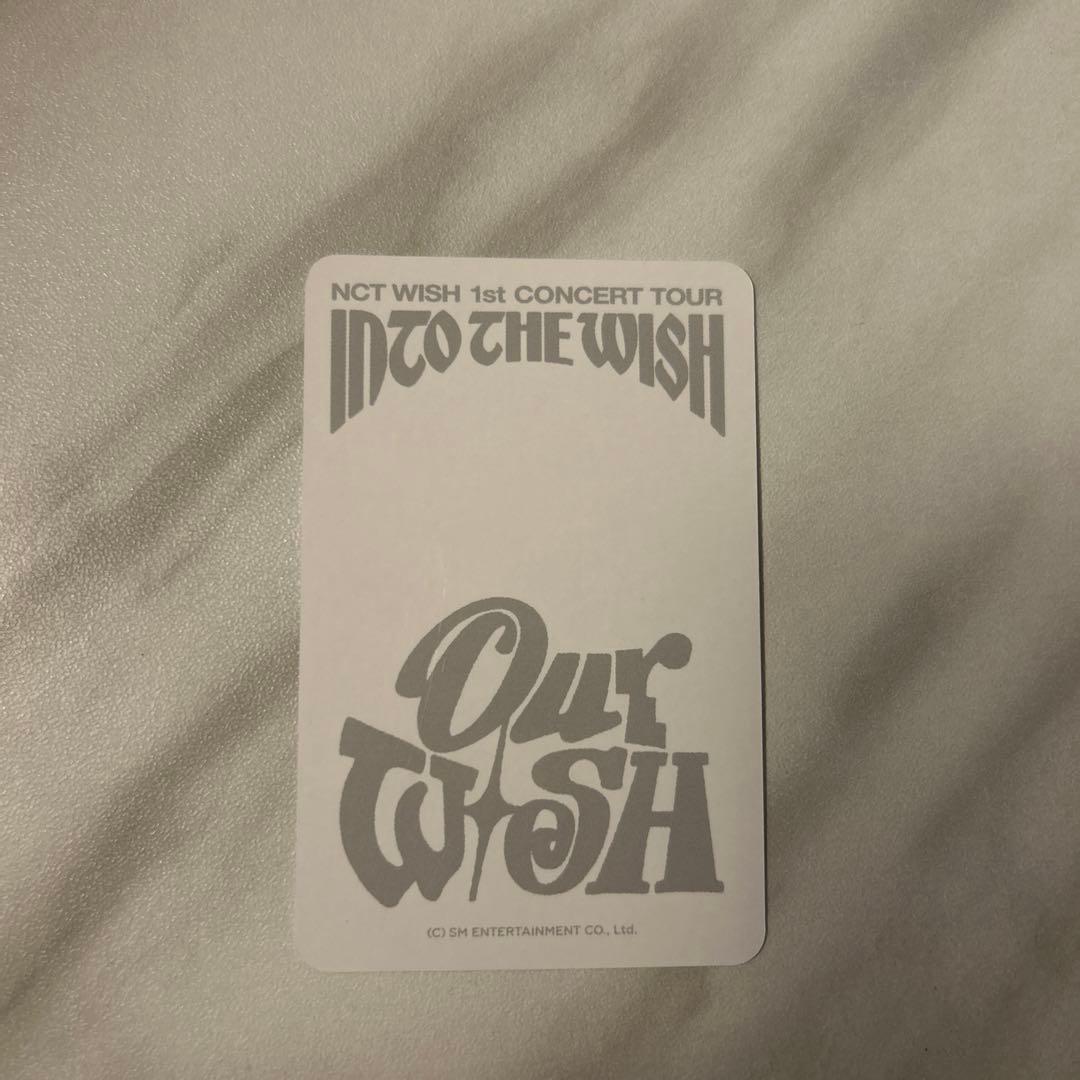 NCT WISH 1st CONCERT TOUR
INTO THE WISH
Our
WISH
(C) SM ENTERTAINMENT CO., Ltd.